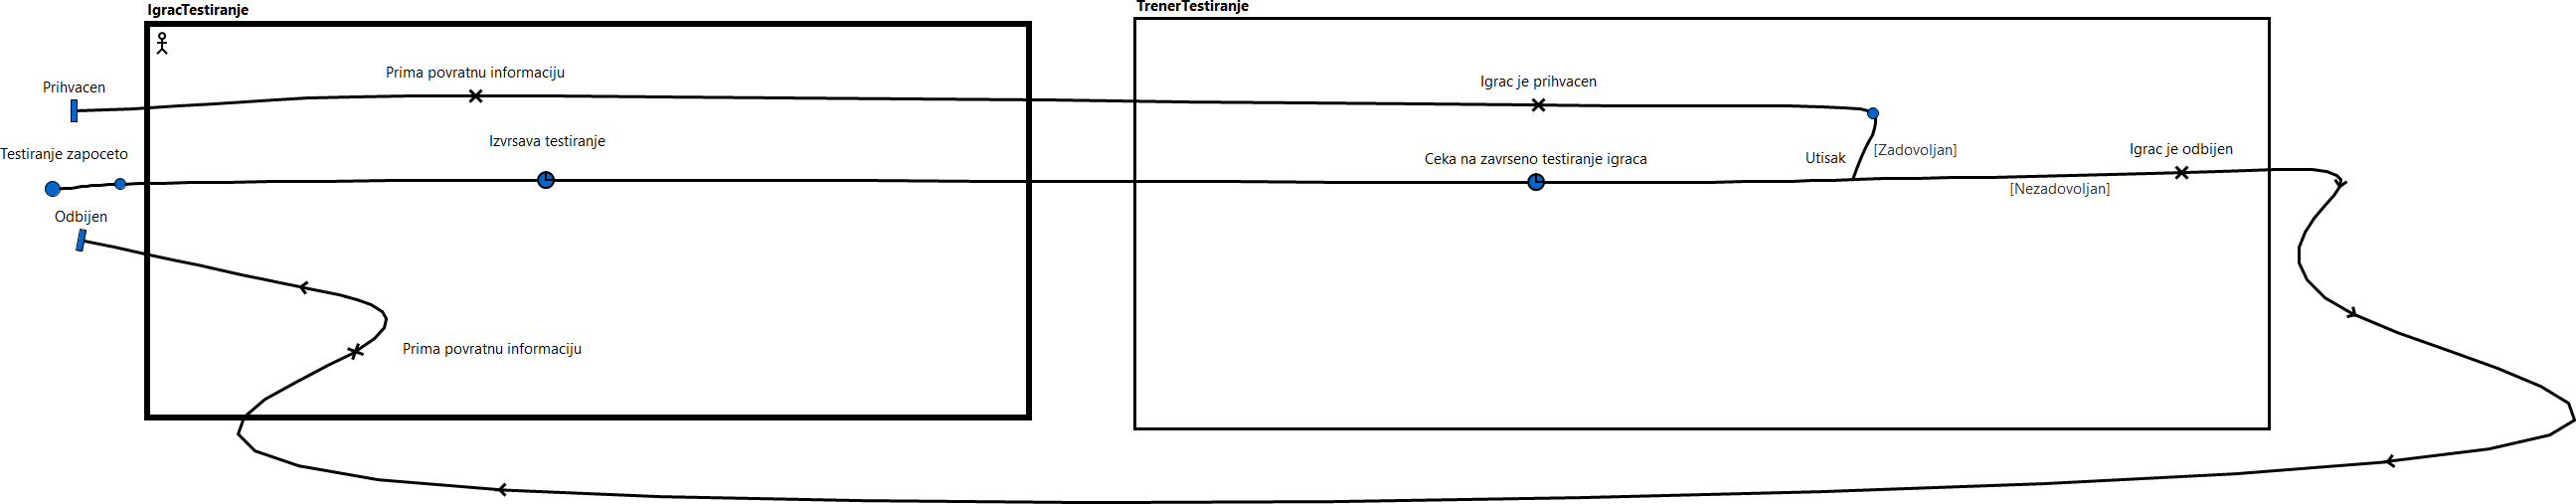 IgracTestiranje
TrenerTestiranje
Prima povratnu informaciju
Igrac je prihvacen
Prihvacen
Izvrsava testiranje
Testiranje zapoceto
Ceka na zavrseno testiranje igraca
Utisak
[Zadovoljan]
Igrac je odbijen
[Nezadovoljan]
Odbijen
Prima povratnu informaciju